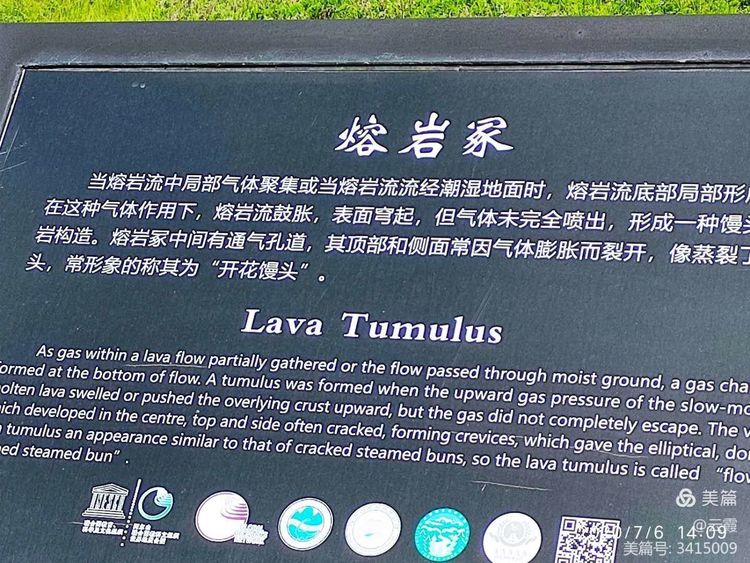 熔岩冢
当熔岩流中局部气体聚集或当熔岩流流经潮湿地面时，熔岩流底部局部形
在这种气体作用下，熔岩流鼓胀，表面穹起，但气体未完全喷出，形成一种馒
岩构造。熔岩冢中间有通气孔道，其顶部和侧面常因气体膨胀而裂开，像蒸裂了
头，常形象的称其为“开花馒头”。
Lava Tumulus
As gas within a lava flow partially gathered or the flow passed through moist ground, a gas cha
ormed at the bottom of flow. A tumulus was formed when the upward gas pressure of the slow-mo
olten lava swelled or pushed the overlying crust upward, but the gas did not completely escape. The v
ich developed in the centre, top and side often cracked, forming crevices, which gave the elliptical, dom
tumulus an appearance similar to that of cracked steamed buns, so the lava tumulus is called “flow
ed steamed bun”.
UNESCO
美篇
@云霞
0/7/6 14:09
美篇号: 3415009